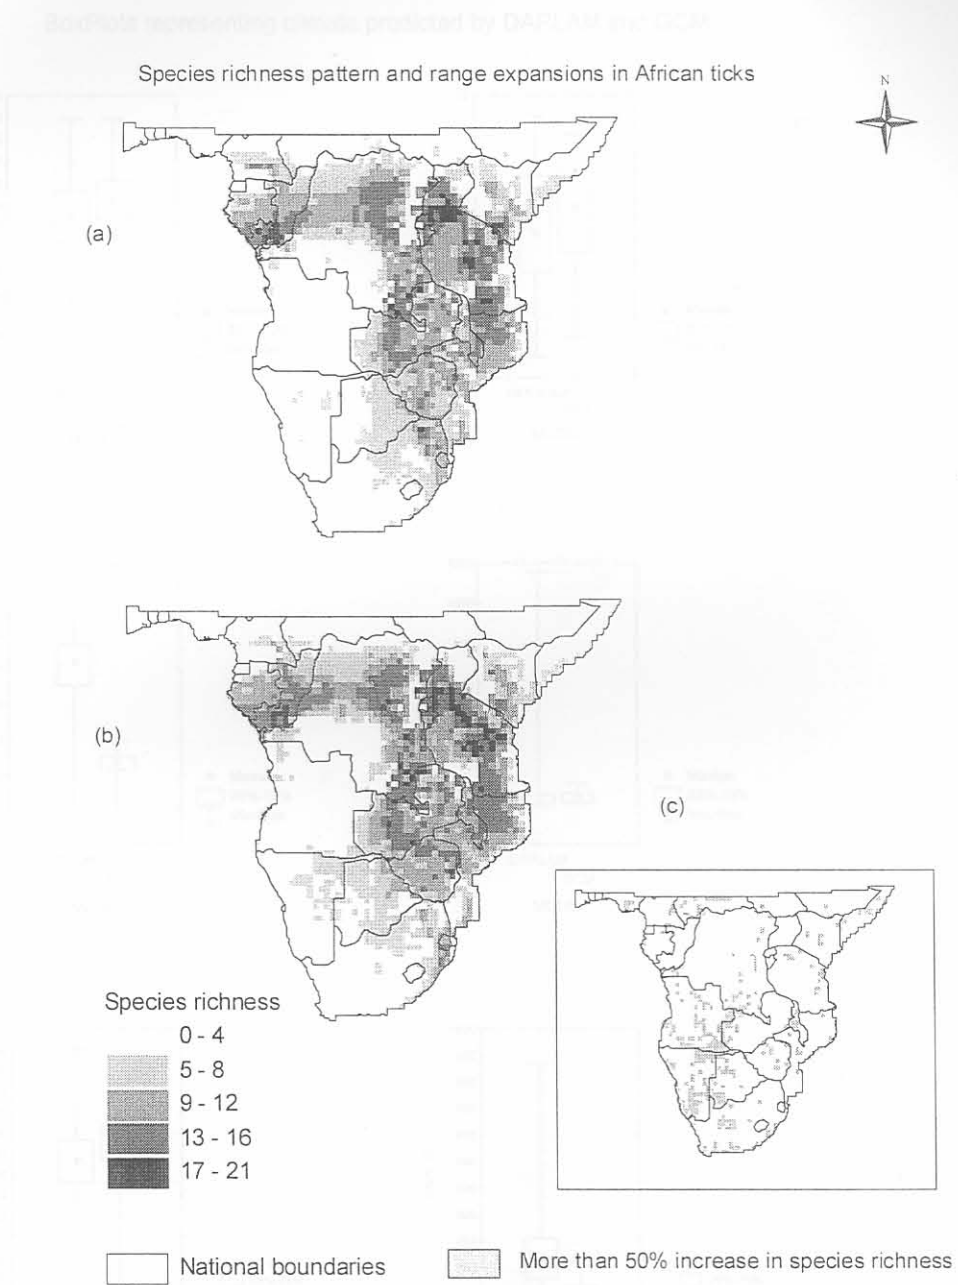 Species richness pattern and range expansions in African ticks
N
(a)
(b)
(c)
Species richness
0 - 4
5 - 8
9 - 12
13 - 16
17 - 21
National boundaries
More than 50% increase in species richness